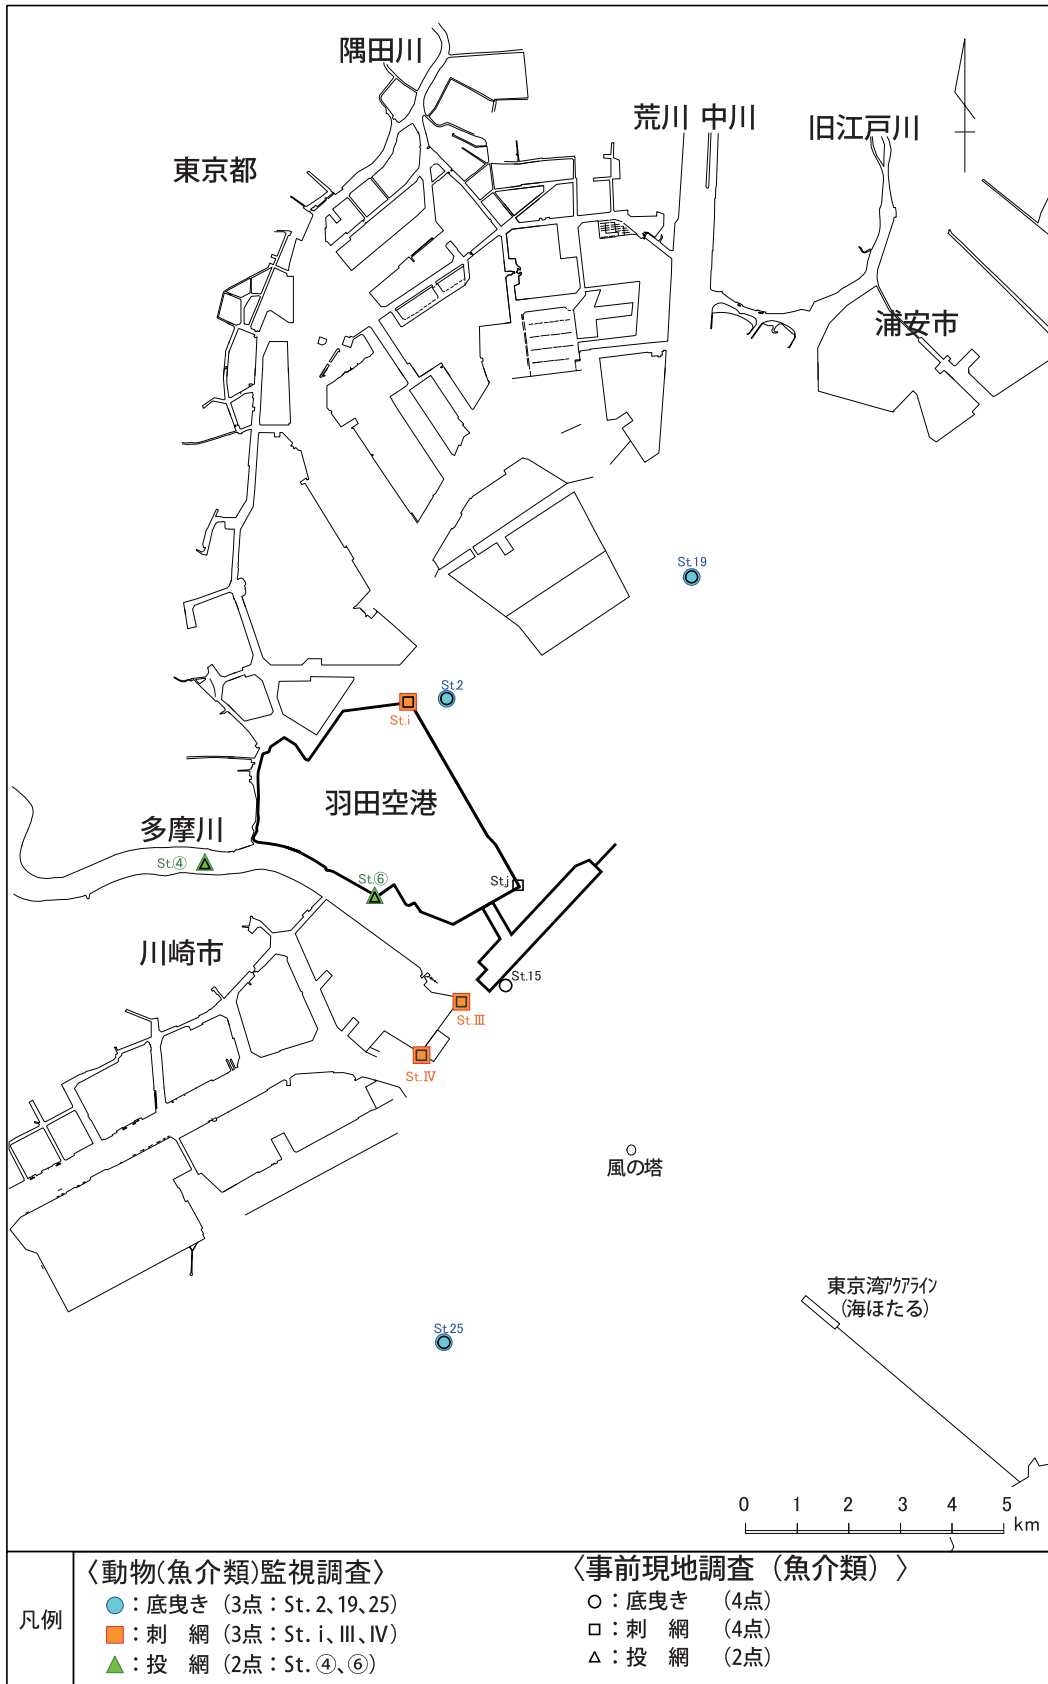 隅田川
荒川 中川
旧江戸川
東京都
浦安市
St.19
St.2
St.i
羽田空港
多摩川
St.④
St.⑥
St.j
川崎市
St.15
St.Ⅲ
St.Ⅳ
風の塔
東京湾アクアライン
(海ほたる)
St.25
0 1 2 3 4 5
km
凡例
〈動物(魚介類)監視調査〉
：底曳き (3点：St. 2、19、25)
：刺 網 (3点：St. i、Ⅲ、Ⅳ)
：投 網 (2点：St. ④、⑥)
〈事前現地調査（魚介類）〉
：底曳き (4点)
：刺 網 (4点)
：投 網 (2点)